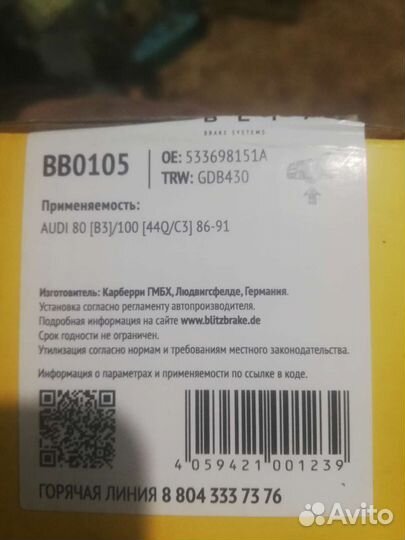 BRAKE SYSTEMS
BB0105
OE: 533698151A
TRW: GDB430
Применяемость:
AUDI 80 [B3]/100 [44Q/C3] 86-91
Изготовитель: Карберри ГМБХ, Людвигсфелде, Германия.
Установка согласно регламенту автопроизводителя.
Подробная информация на сайте www.blitzbrake.de
Срок годности не ограничен.
Утилизация согласно нормам и требованиям местного законодательства.
Информация о параметрах и применяемости по ссылке в коде.
4 059421 001239
ГОРЯЧАЯ ЛИНИЯ 8 804 333 73 76
Avito